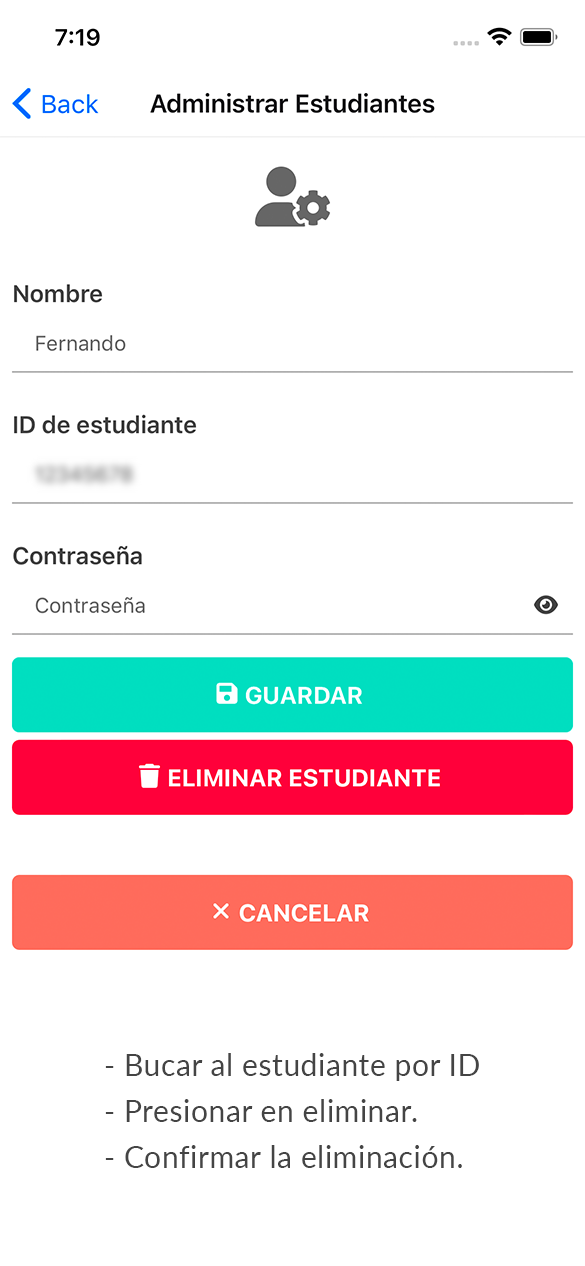 7:19
Back
Administrar Estudiantes
Nombre
Fernando
ID de estudiante
Contraseña
Contraseña
GUARDAR
ELIMINAR ESTUDIANTE
CANCELAR
- Bucar al estudiante por ID
- Presionar en eliminar.
- Confirmar la eliminación.